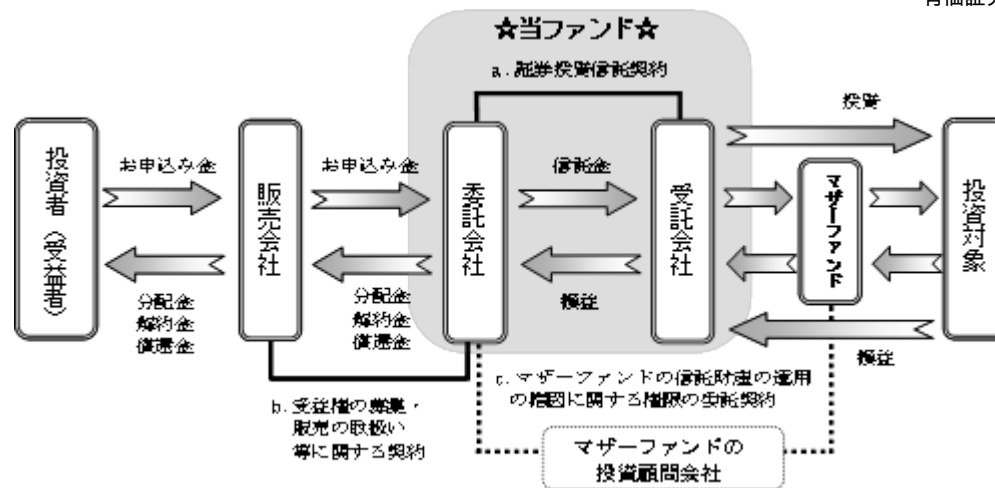 ☆当ファンド☆
a. 証券投資信託契約
投資
投資者(受益者)
お申込み金
販売会社
お申込み金
委託会社
信託金
受託会社
マザーファンド
投資対象
分配金
解約金
償還金
分配金
解約金
償還金
損益
損益
b. 受益権の募集・
販売の取扱い
等に関する契約
c. マザーファンドの信託財産の運用
の指図に関する権限の委託契約
マザーファンドの
投資顧問会社